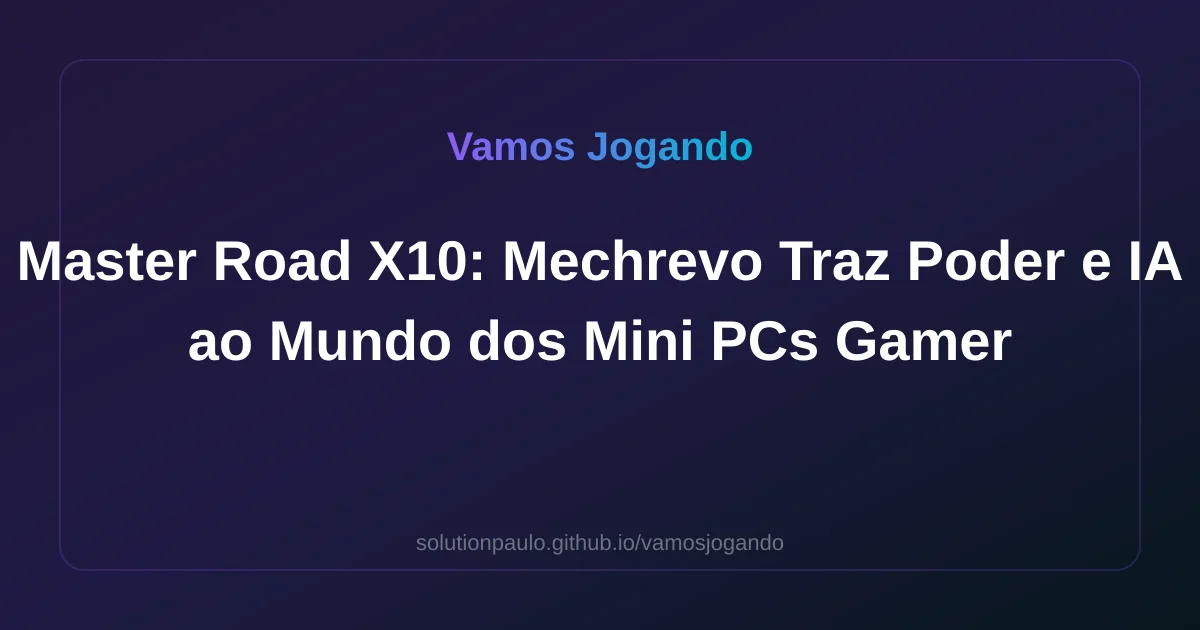 Vamos Jogando
Master Road X10: Mechrevo Traz Poder e IA
ao Mundo dos Mini PCs Gamer
solutionpaulo.github.io/vamosjogando